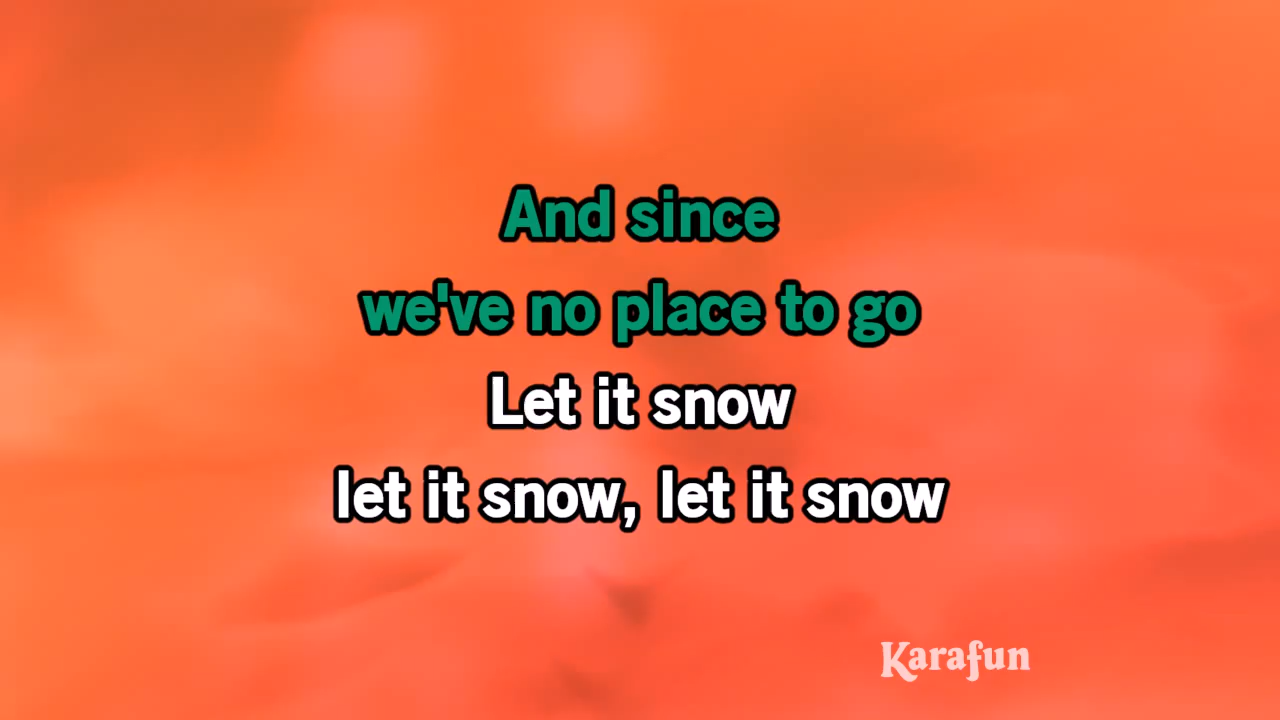 And since
we've no place to go
Let it snow
let it snow, let it snow
Karafun